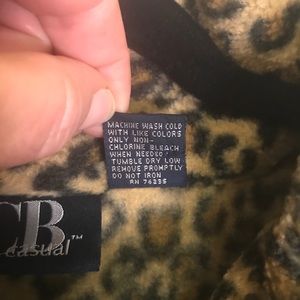 MACHINE WASH COLD
WITH LIKE COLORS
ONLY NON-
CHLORINE BLEACH
WHEN NEEDED
TUMBLE DRY LOW
REMOVE PROMPTLY
DO NOT IRON
RN 76235
CB
casual™